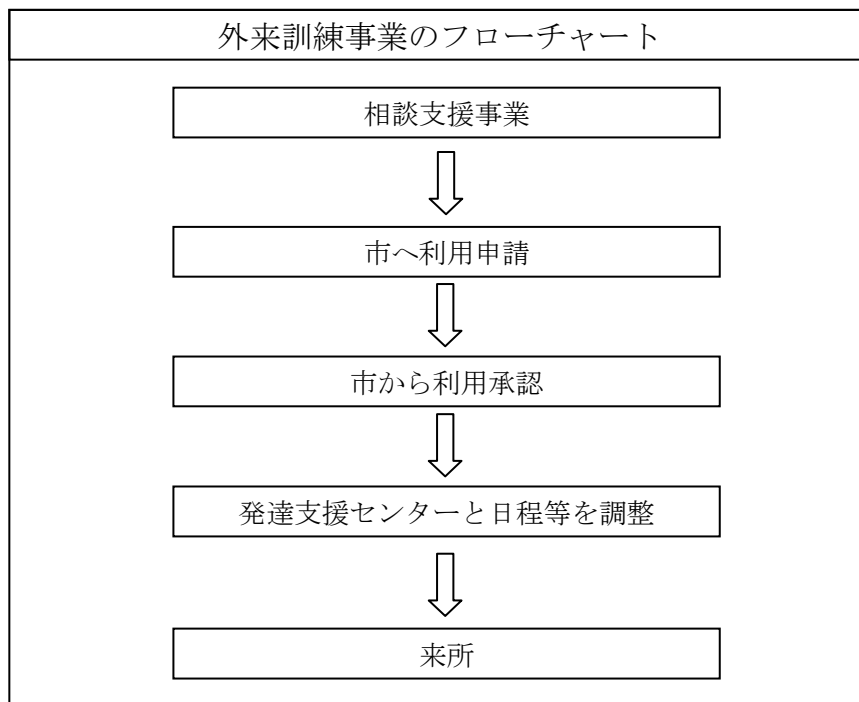 外来訓練事業のフローチャート
相談支援事業
市へ利用申請
市から利用承認
発達支援センターと日程等を調整
来所